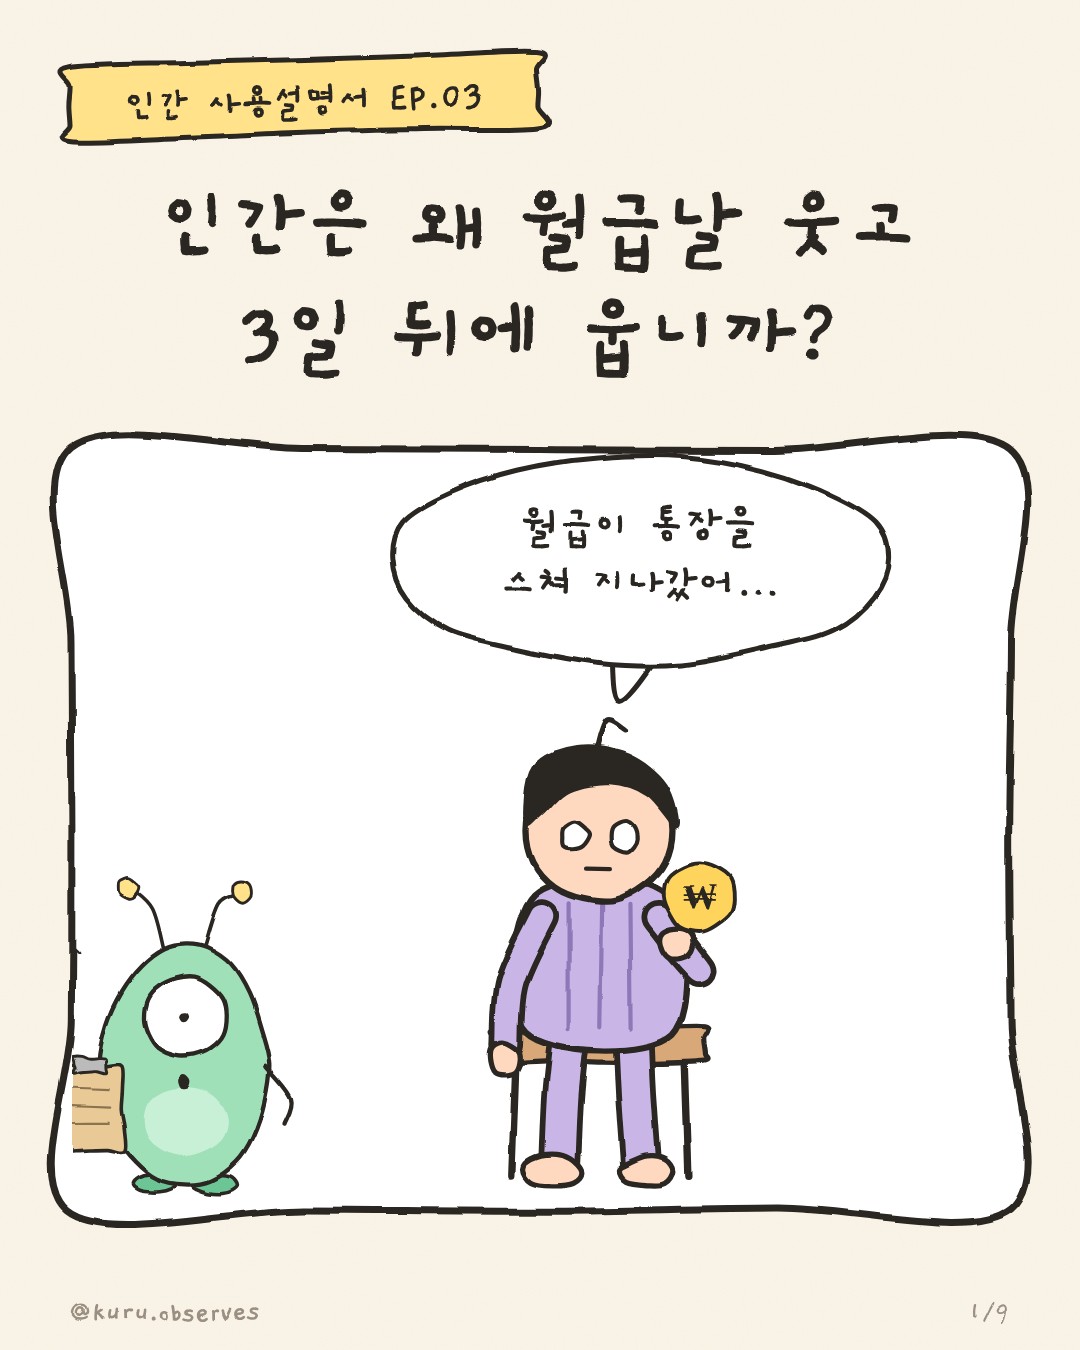 인간 사용설명서 EP.03
인간은 왜 월급날 웃고
3일 뒤에 웁니까?
월급이 통장을
스쳐 지나갔어...
₩
@kuru.observes
1/9